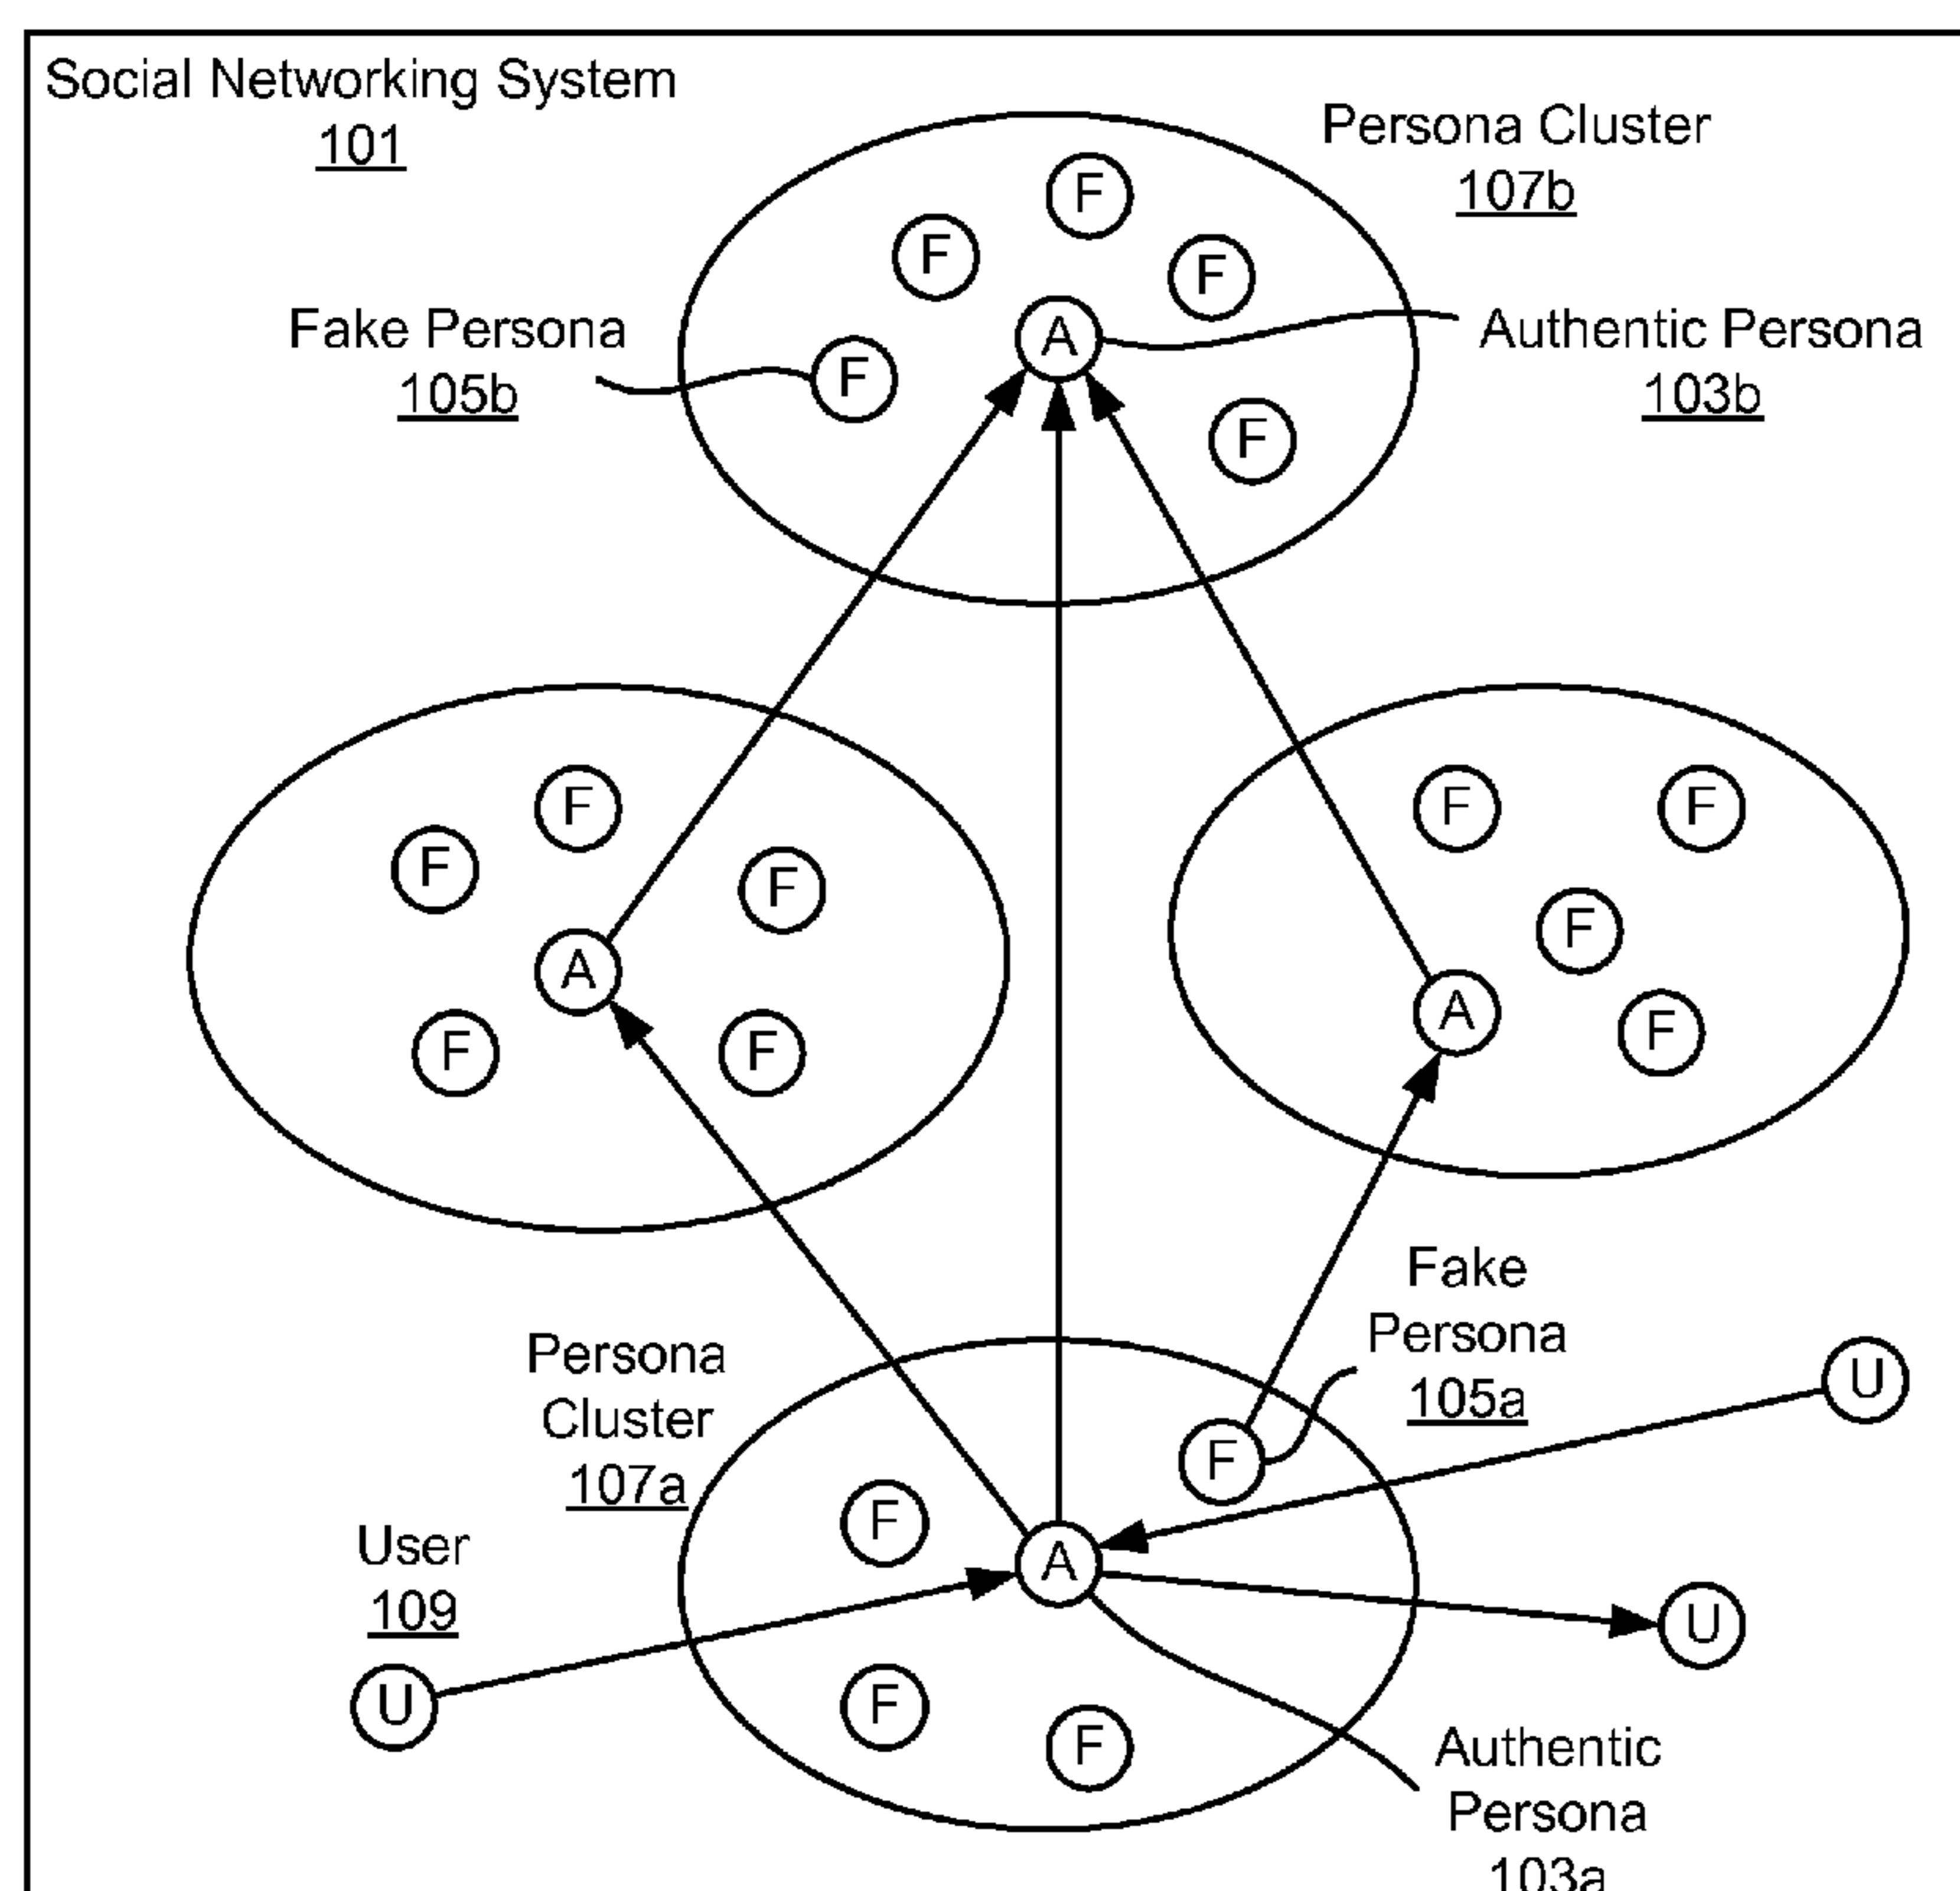 Social Networking System
101
Persona Cluster
107b
F
F
F
Fake Persona
105b
A
Authentic Persona
103b
F
F
F
F
F
F
F
F
A
A
F
F
F
Fake
Persona
105a
Persona
Cluster
107a
U
F
F
User
109
A
U
U
F
F
Authentic
Persona
103a